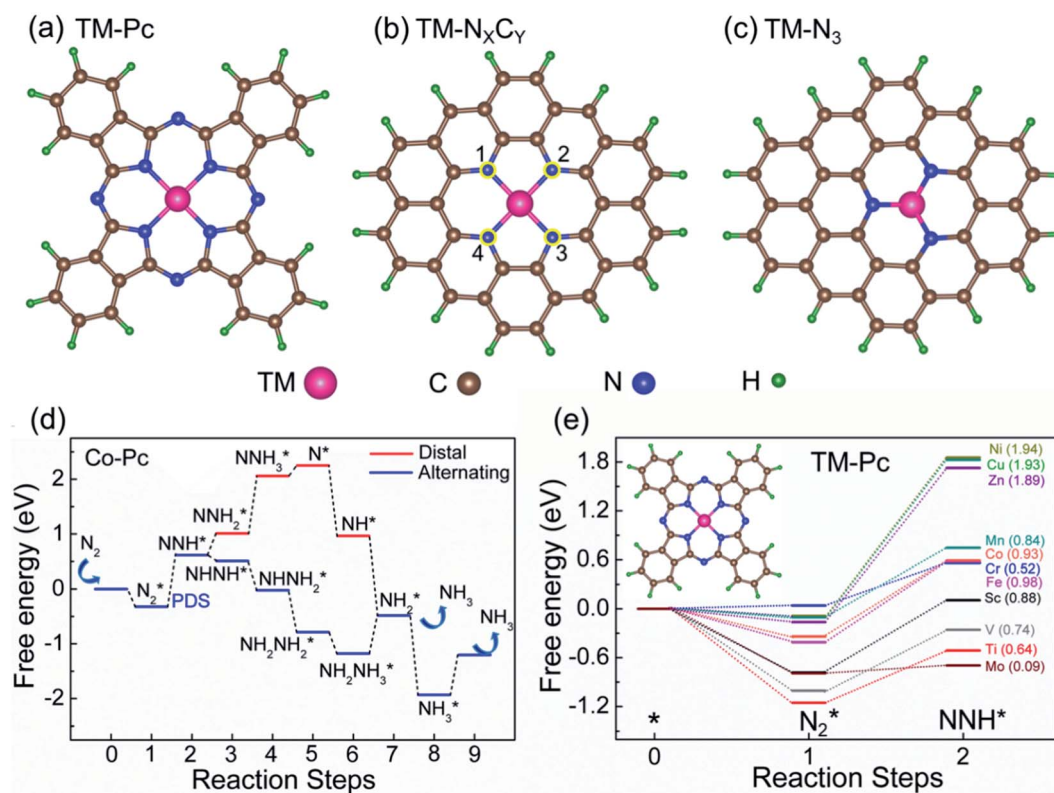 (a) TM-Pc
(b) TM-NₓCᵧ
(c) TM-N₃
1
2
4
3
TM
C
N
H
(d)
Co-Pc
Distal
Alternating
Free energy (eV)
2
1
0
-1
-2
N₂
N₂*
PDS
NNH*
NNH₂*
NNH₃*
N*
NH*
NHNH*
NHNH₂*
NH₂NH₂*
NH₂NH₃*
NH₂*
NH₃
NH₃*
NH₃
0 1 2 3 4 5 6 7 8 9
Reaction Steps
(e)
TM-Pc
Free energy (eV)
1.8
1.2
0.6
0.0
-0.6
-1.2
Ni (1.94)
Cu (1.93)
Zn (1.89)
Mn (0.84)
Co (0.93)
Cr (0.52)
Fe (0.98)
Sc (0.88)
V (0.74)
Ti (0.64)
Mo (0.09)
* N₂* NNH*
0 1 2
Reaction Steps